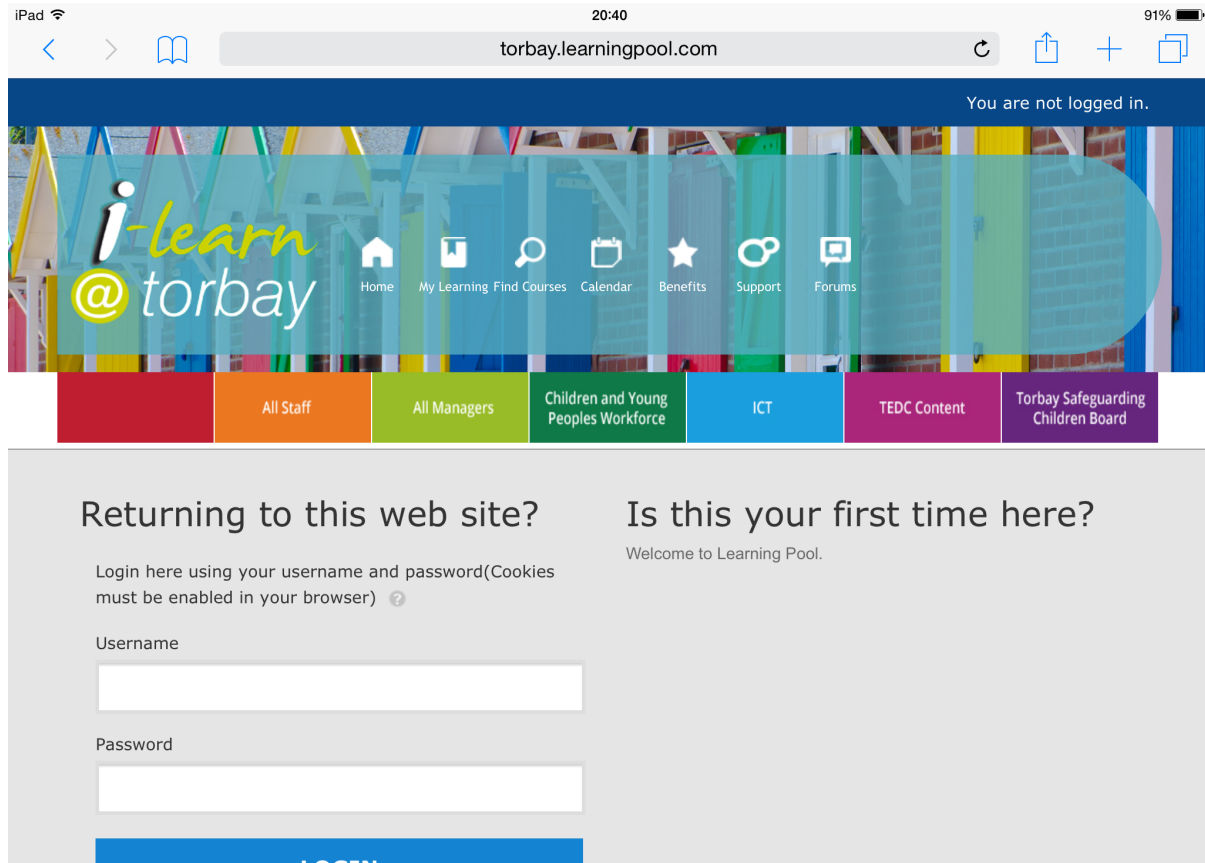 iPad 20:40 91%
torbay.learningpool.com
You are not logged in.
i-learn
@torbay
Home My Learning Find Courses Calendar Benefits Support Forums
All Staff
All Managers
Children and Young
Peoples Workforce
ICT
TEDC Content
Torbay Safeguarding
Children Board
Returning to this web site?
Login here using your username and password(Cookies
must be enabled in your browser) ?
Username
Password
LOGIN
Is this your first time here?
Welcome to Learning Pool.